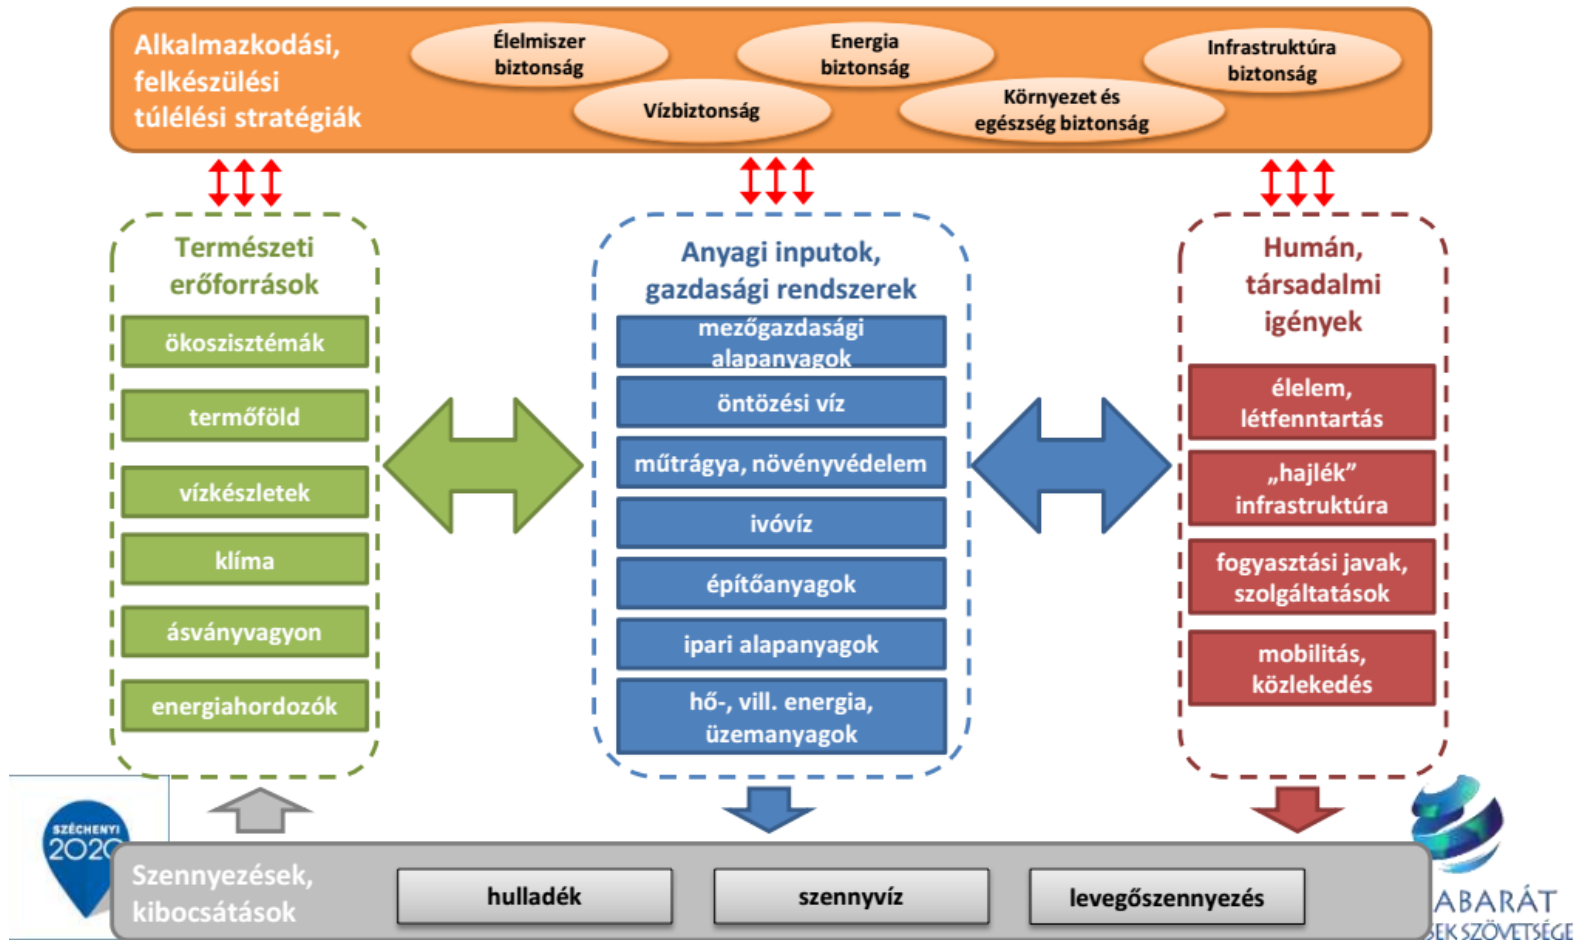 Alkalmazkodási,
felkészülési
túlélési stratégiák
Élelmiszer
biztonság
Vízbiztonság
Energia
biztonság
Környezet és
egészség biztonság
Infrastruktúra
biztonság
Természeti
erőforrások
ökoszisztémák
termőföld
vízkészletek
klíma
ásványvagyon
energiahordozók
Anyagi inputok,
gazdasági rendszerek
mezőgazdasági
alapanyagok
öntözési víz
műtrágya, növényvédelem
ivóvíz
építőanyagok
ipari alapanyagok
hő-, vill. energia,
üzemanyagok
Humán,
társadalmi
igények
élelem,
létfenntartás
„hajlék”
infrastruktúra
fogyasztási javak,
szolgáltatások
mobilitás,
közlekedés
SZÉCHENYI
2020
Szennyezések,
kibocsátások
hulladék
szennyvíz
levegőszennyezés
ABARÁT
SEK SZÖVETSÉGE